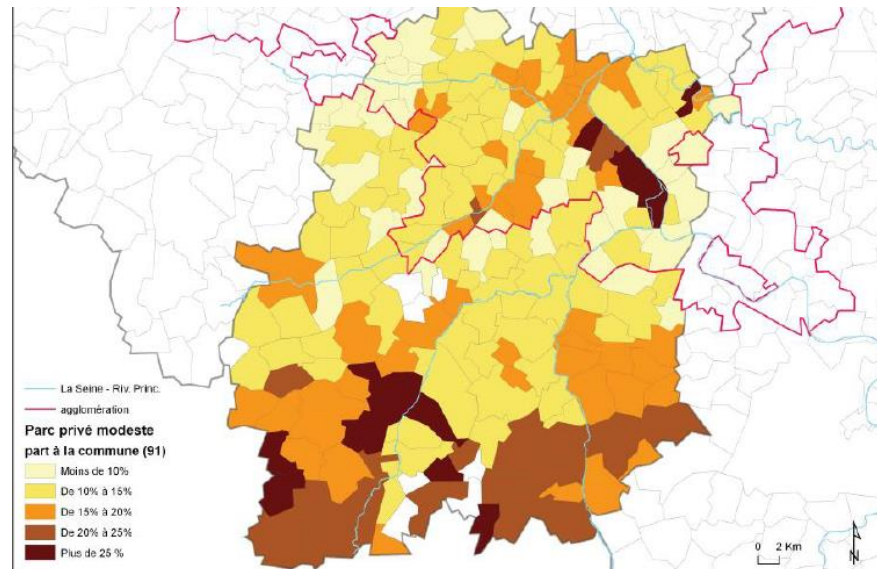 La Seine - Riv. Princ.
agglomération
Parc privé modeste
part à la commune (91)
Moins de 10%
De 10% à 15%
De 15% à 20%
De 20% à 25%
Plus de 25 %
0 2 Km
N